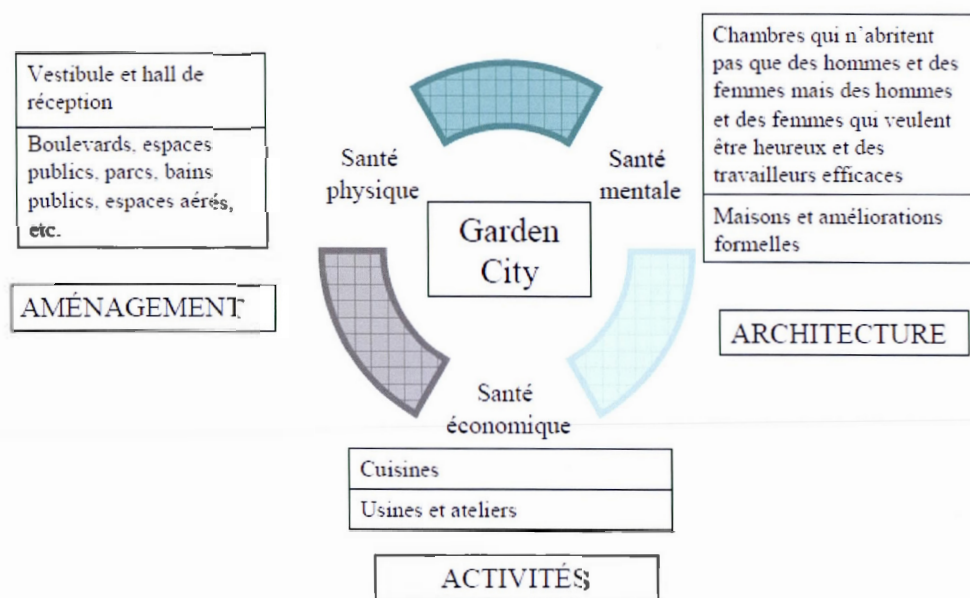 Vestibule et hall de
réception
Boulevards, espaces
publics, parcs, bains
publics, espaces aérés,
etc.
AMÉNAGEMENT
Santé
physique
Santé
mentale
Garden
City
Santé
économique
Chambres qui n'abritent
pas que des hommes et des
femmes mais des hommes
et des femmes qui veulent
être heureux et des
travailleurs efficaces
Maisons et améliorations
formelles
ARCHITECTURE
Cuisines
Usines et ateliers
ACTIVITÉS